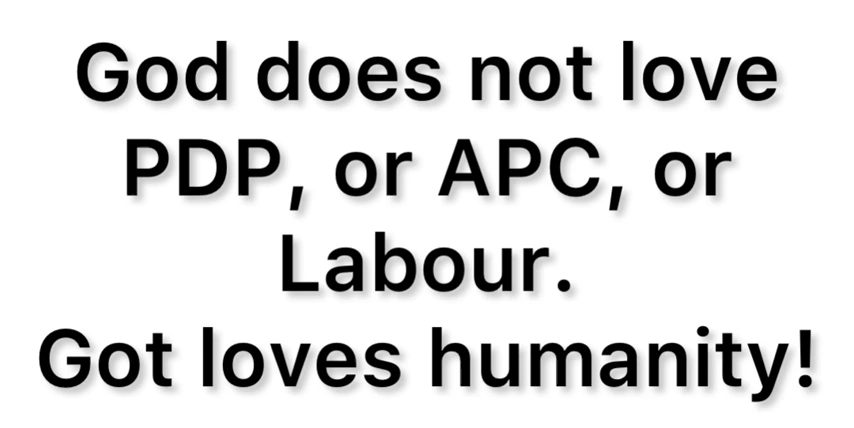 God does not love
PDP, or APC, or
Labour.
Got loves humanity!